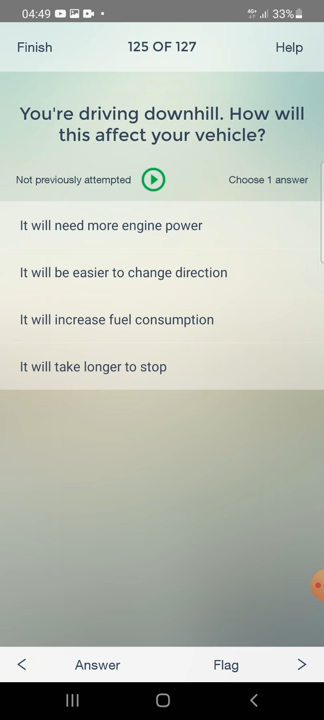 04:49 4G+ 33%
Finish 125 OF 127 Help
You're driving downhill. How will
this affect your vehicle?
Not previously attempted Choose 1 answer
It will need more engine power
It will be easier to change direction
It will increase fuel consumption
It will take longer to stop
Answer Flag